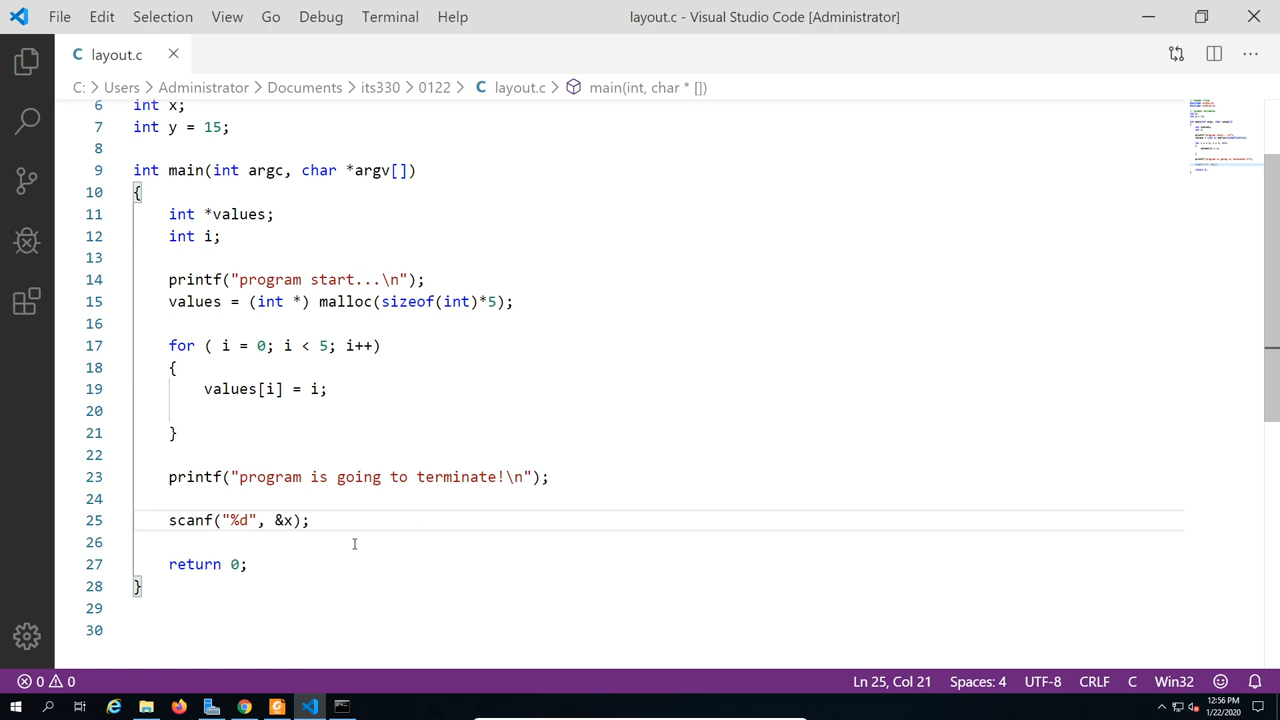 File Edit Selection View Go Debug Terminal Help layout.c - Visual Studio Code [Administrator]
C layout.c
C: > Users > Administrator > Documents > its330 > 0122 > C layout.c > main(int, char * [])
6 int x;
7 int y = 15;
8
9 int main(int argc, char *argv[])
10 {
11 int *values;
12 int i;
13
14 printf("program start...\n");
15 values = (int *) malloc(sizeof(int)*5);
16
17 for ( i = 0; i < 5; i++)
18 {
19 values[i] = i;
20
21 }
22
23 printf("program is going to terminate!\n");
24
25 scanf("%d", &x);
26
27 return 0;
28 }
29
30
0 0 Ln 25, Col 21 Spaces: 4 UTF-8 CRLF C Win32
12:56 PM
1/22/2020